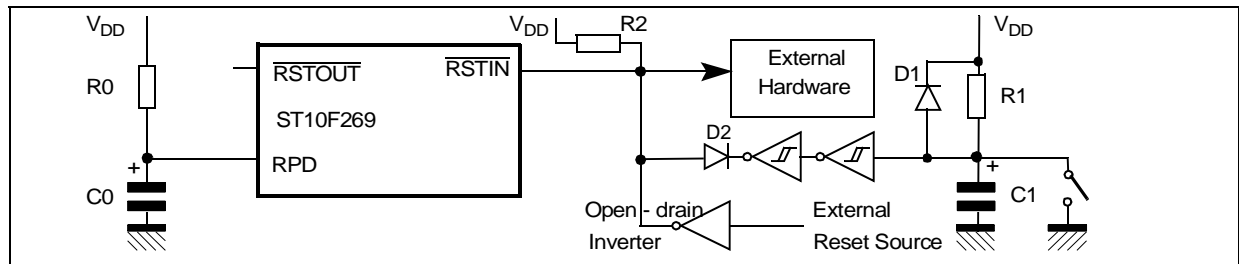 VDD
R0
+
C0
RSTOUT
RSTIN
ST10F269
RPD
VDD
R2
External
Hardware
D2
Open - drain
Inverter
External
Reset Source
VDD
D1
R1
+
C1